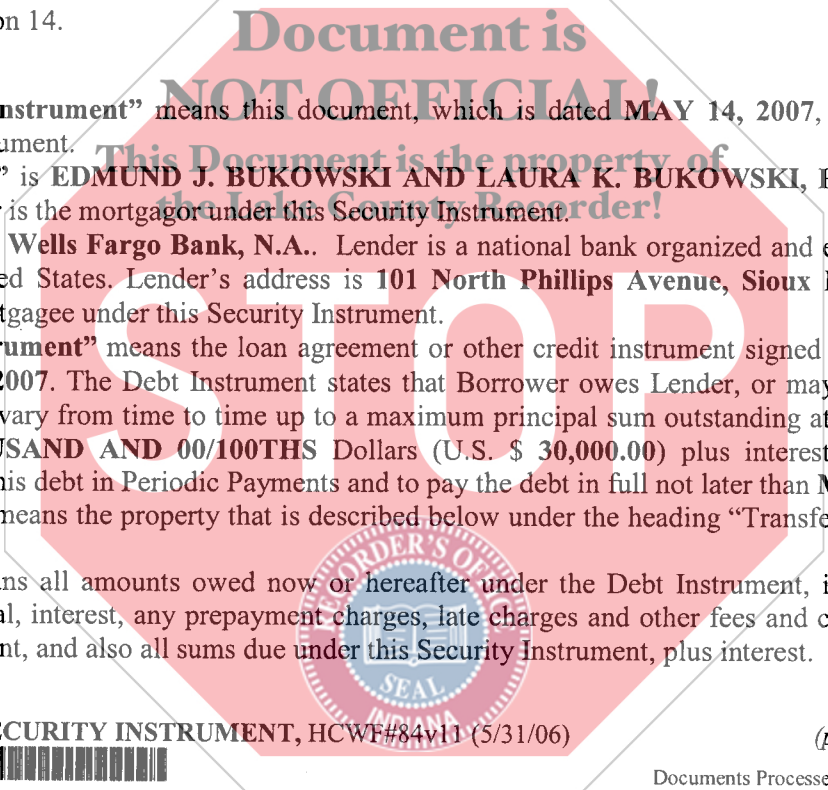 on 14.
Document is
NOT OFFICIAL!
nstrument” means this document, which is dated MAY 14, 2007,
ument.
This Document is the property of
” is EDMUND J. BUKOWSKI AND LAURA K. BUKOWSKI,
the Lake County Recorder!
is the mortgagor under this Security Instrument.
Wells Fargo Bank, N.A.. Lender is a national bank organized and e
ed States. Lender’s address is 101 North Phillips Avenue, Sioux
tgagee under this Security Instrument.
rument” means the loan agreement or other credit instrument signed
2007. The Debt Instrument states that Borrower owes Lender, or may
vary from time to time up to a maximum principal sum outstanding at
USAND AND 00/100THS Dollars (U.S. $ 30,000.00) plus interest
his debt in Periodic Payments and to pay the debt in full not later than M
means the property that is described below under the heading “Transfe
STOP
ns all amounts owed now or hereafter under the Debt Instrument, i
al, interest, any prepayment charges, late charges and other fees and c
nt, and also all sums due under this Security Instrument, plus interest.
RECORDER'S OFFICE
SEAL
INDIANA
ECURITY INSTRUMENT, HCWF#84v11 (5/31/06)
(p
Documents Processe